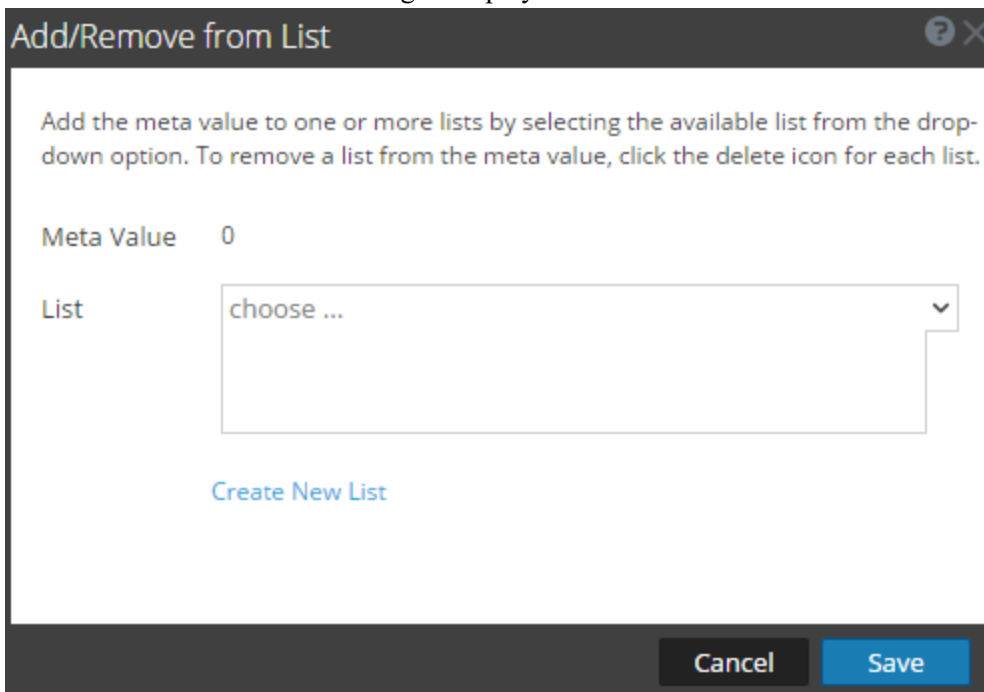 Add/Remove from List
Add the meta value to one or more lists by selecting the available list from the drop-
down option. To remove a list from the meta value, click the delete icon for each list.
Meta Value 0
List choose ...
Create New List
Cancel Save